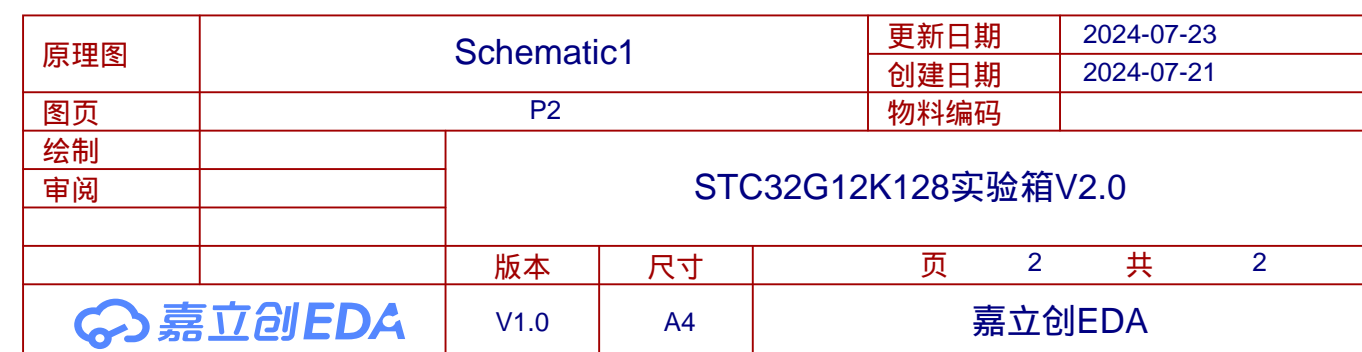 原理图 Schematic1 更新日期 2024-07-23
创建日期 2024-07-21
图页 P2 物料编码
绘制
审阅 STC32G12K128实验箱V2.0
版本 尺寸 页 2 共 2
嘉立创EDA V1.0 A4 嘉立创EDA